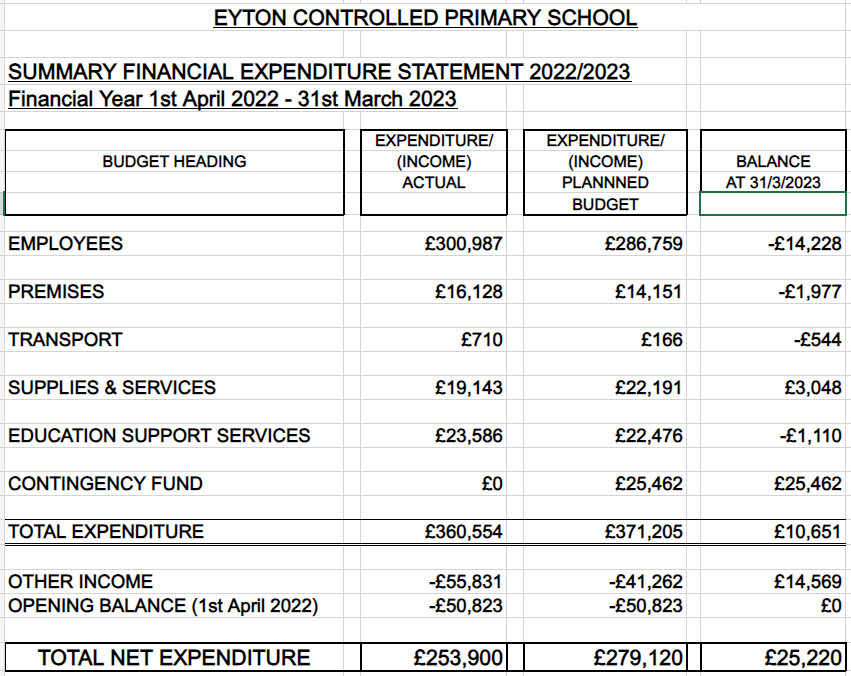 EYTON CONTROLLED PRIMARY SCHOOL
SUMMARY FINANCIAL EXPENDITURE STATEMENT 2022/2023
Financial Year 1st April 2022 - 31st March 2023
EXPENDITURE/ EXPENDITURE/
BUDGET HEADING (INCOME) (INCOME) BALANCE
ACTUAL PLANNNED AT 31/3/2023
BUDGET
EMPLOYEES £300,987 £286,759 -£14,228
PREMISES £16,128 £14,151 -£1,977
TRANSPORT £710 £166 -£544
SUPPLIES & SERVICES £19,143 £22,191 £3,048
EDUCATION SUPPORT SERVICES £23,586 £22,476 -£1,110
CONTINGENCY FUND £0 £25,462 £25,462
TOTAL EXPENDITURE £360,554 £371,205 £10,651
OTHER INCOME -£55,831 -£41,262 £14,569
OPENING BALANCE (1st April 2022) -£50,823 -£50,823 £0
TOTAL NET EXPENDITURE £253,900 £279,120 £25,220